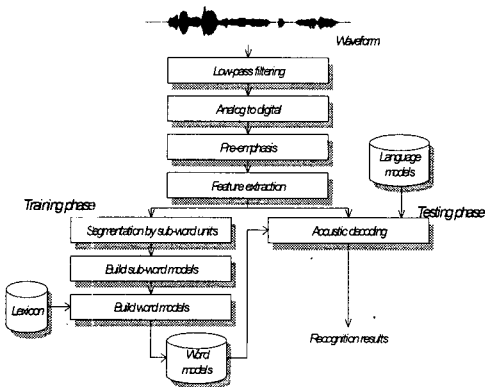 Waveform
Low-pass filtering
Analog to digital
Pre-emphasis
Feature extraction
Language
models
Training phase
Testing phase
Segmentation by sub-word units
Acoustic decoding
Build sub-word models
Lexicon
Build word models
Word
models
Recognition results